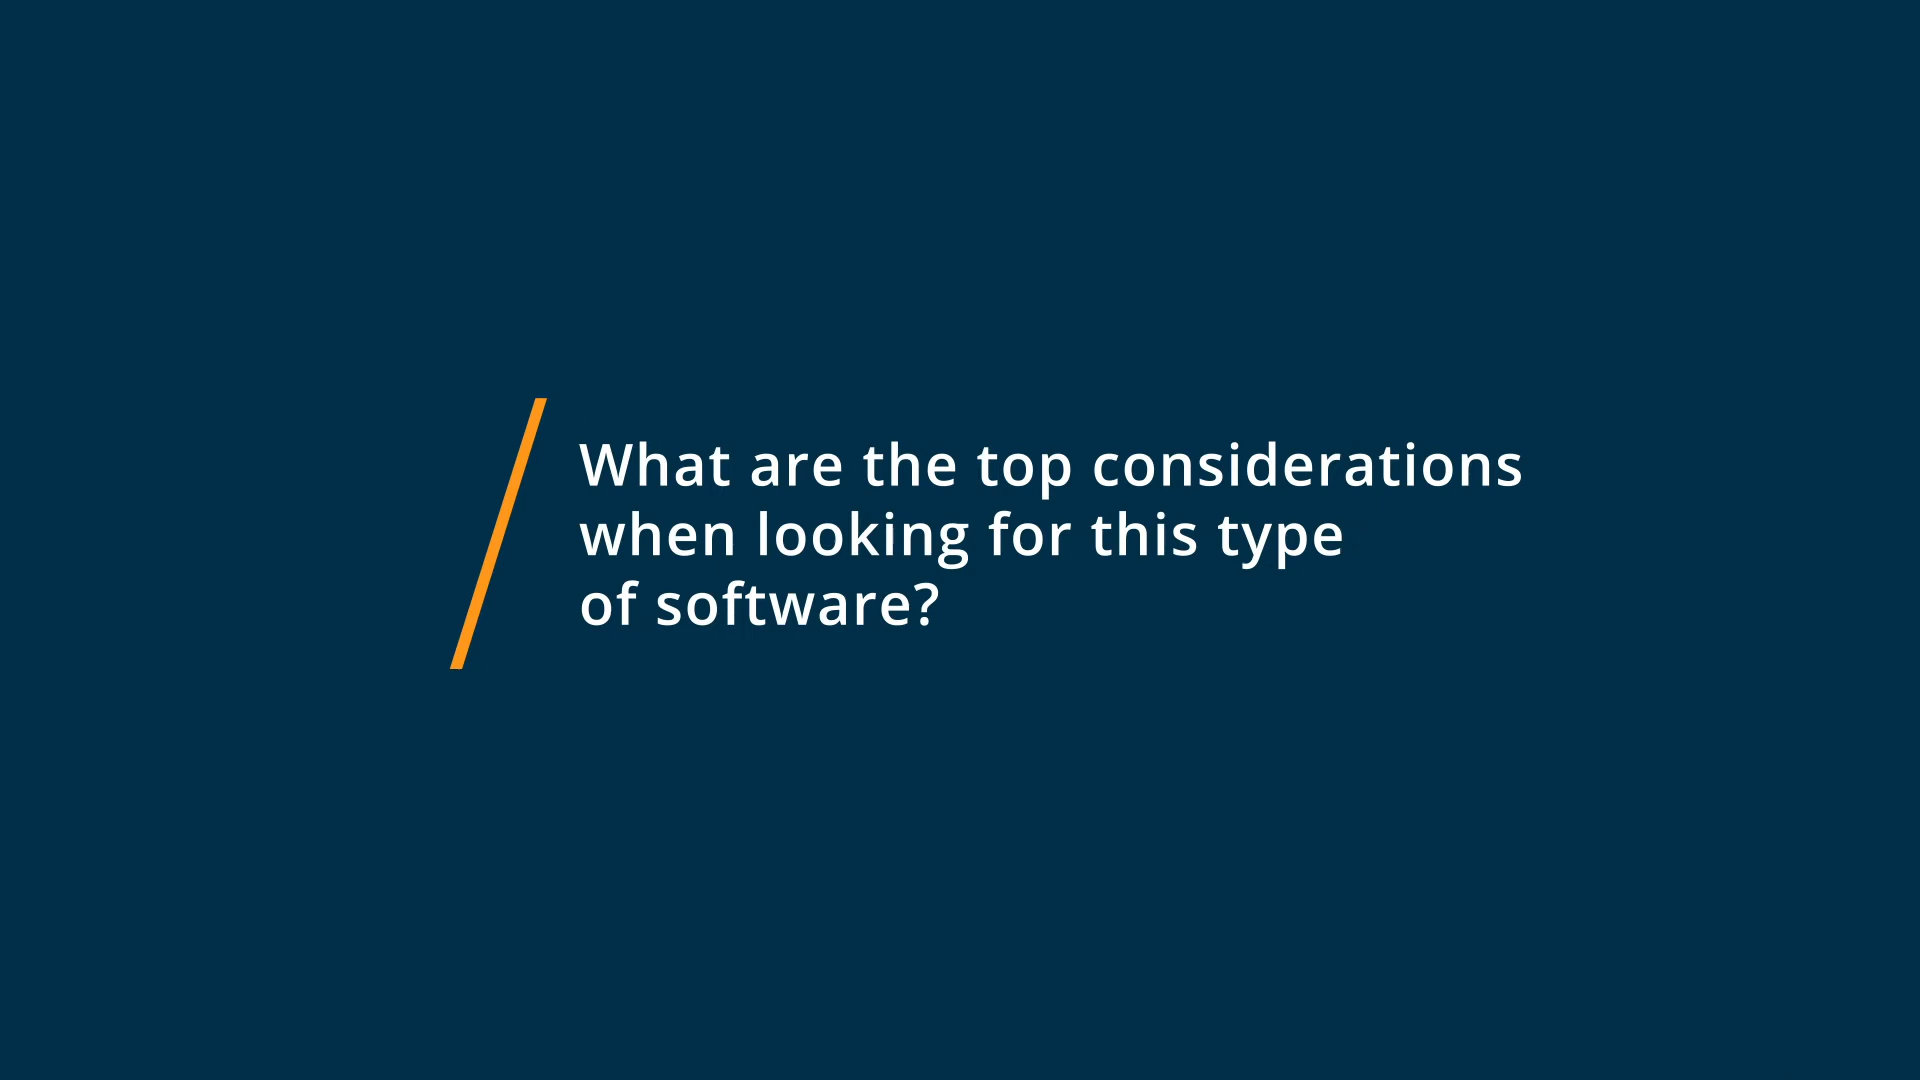 What are the top considerations
when looking for this type
of software?